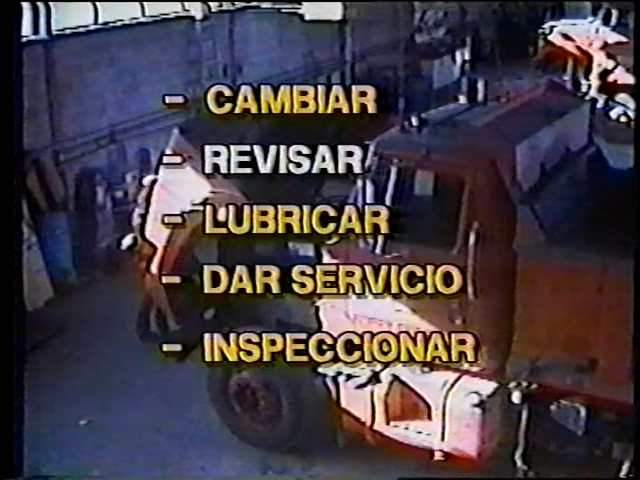 - CAMBIAR
- REVISAR
- LUBRICAR
- DAR SERVICIO
- INSPECCIONAR